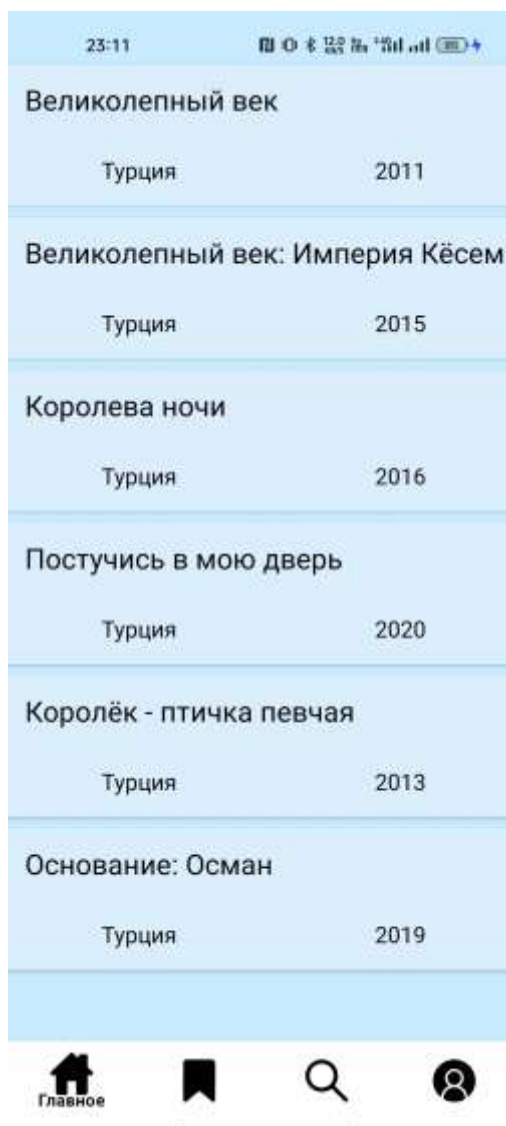 23:11
Великолепный век
Турция 2011
Великолепный век: Империя Кёсем
Турция 2015
Королева ночи
Турция 2016
Постучись в мою дверь
Турция 2020
Королёк - птичка певчая
Турция 2013
Основание: Осман
Турция 2019
Главное